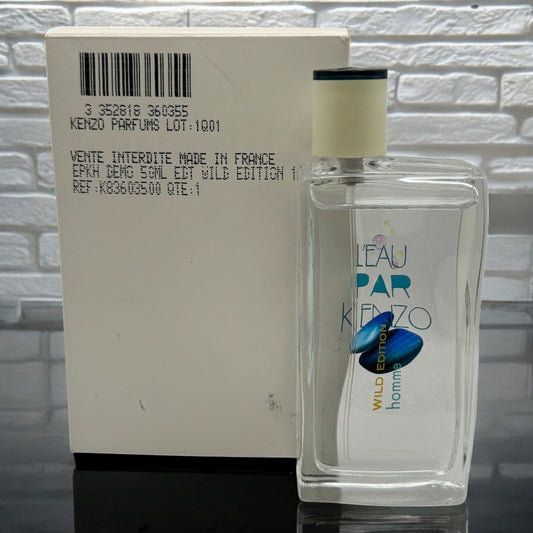 3 352818 360355
KENZO PARFUMS LOT:1Q01
VENTE INTERDITE MADE IN FRANCE
EPKH DEMO 50ML EDT WILD EDITION 1
REF:K83603500 QTE:1
L'EAU
PAR
KENZO
WILD EDITION
homme